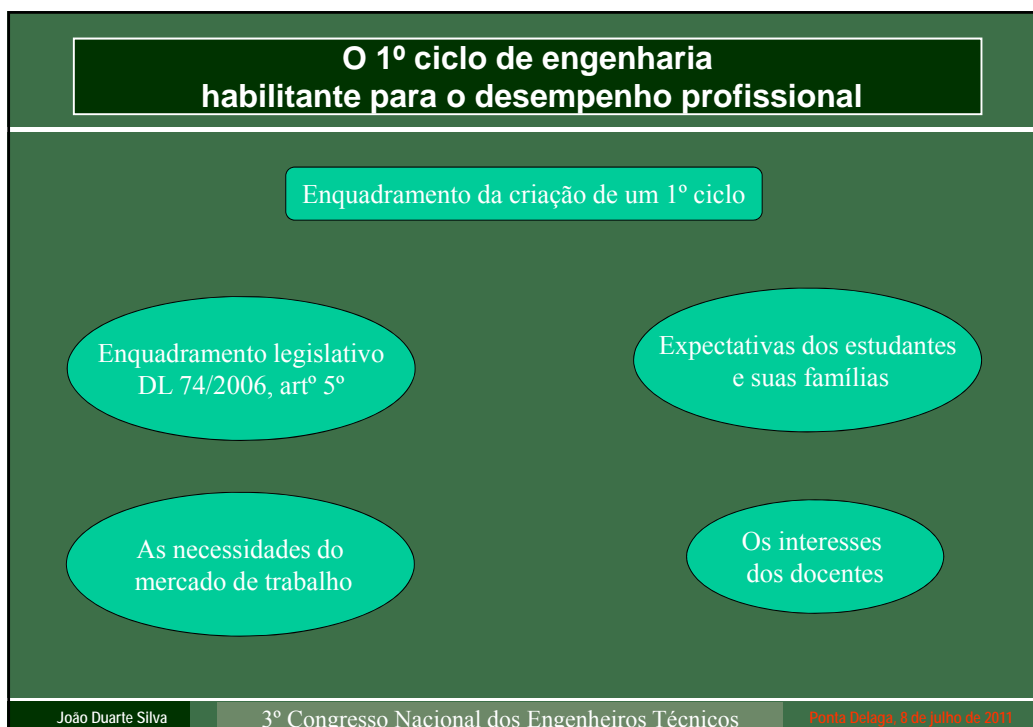 O 1º ciclo de engenharia
habilitante para o desempenho profissional
Enquadramento da criação de um 1º ciclo
Enquadramento legislativo
DL 74/2006, artº 5º
Expectativas dos estudantes
e suas famílias
As necessidades do
mercado de trabalho
Os interesses
dos docentes
João Duarte Silva
3º Congresso Nacional dos Engenheiros Técnicos
Ponta Delaga, 8 de julho de 2011